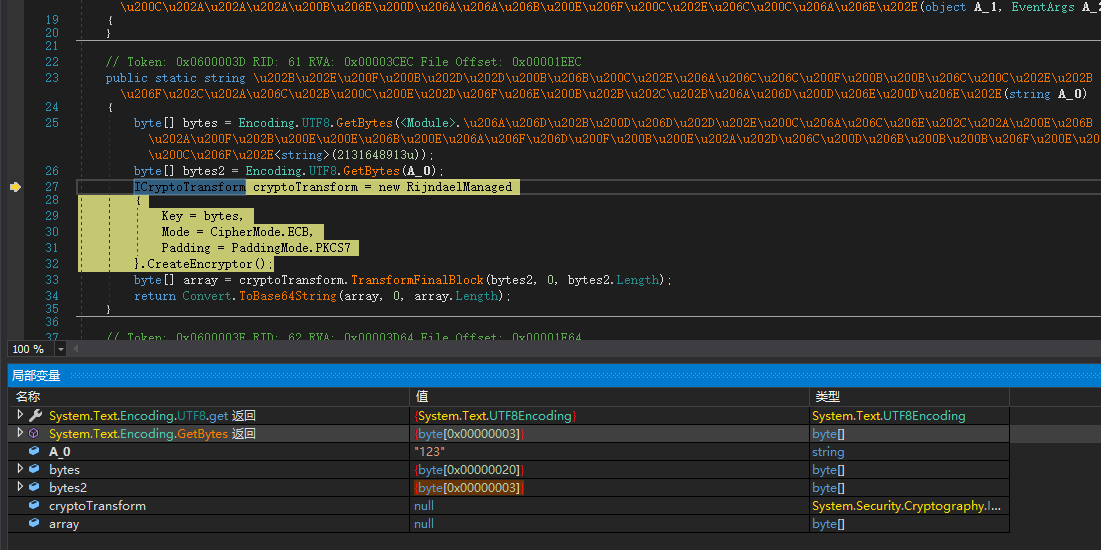 \u200C\u202A\u202A\u202A\u200B\u206E\u200D\u206A\u206A\u206B\u200E\u206F\u200C\u202E\u206C\u200C\u206A\u206E\u202E(object A_1, EventArgs A_2
19 {
20 }
21
22 // Token: 0x0600003D RID: 61 RVA: 0x00003CEC File Offset: 0x00001EEC
23 public static string \u202B\u202E\u200F\u200B\u202D\u202D\u200B\u206B\u200B\u200C\u202E\u206A\u206C\u206C\u200F\u200B\u200B\u206C\u200C\u202E\u202B
\u206F\u202C\u202A\u202A\u206C\u200B\u200C\u200E\u202D\u206F\u206E\u200B\u202B\u202C\u202B\u206A\u206A\u206D\u200D\u206E\u202E\u202E(string A_0)
24 {
25 byte[] bytes = Encoding.UTF8.GetBytes(<Module>.\u206A\u206D\u202B\u200D\u200D\u206B\u206D\u202D\u202E\u202A\u200C\u206A\u206C\u206E\u202A\u200E\u206B
\u202A\u200F\u202B\u200E\u200B\u202D\u200E\u206A\u206F\u206D\u200F\u200D\u200E\u202A\u202D\u206C\u200D\u206B\u206B\u200B\u206F\u200E
\u200C\u206F\u202E<string>(2131648913u));
26 byte[] bytes2 = Encoding.UTF8.GetBytes(A_0);
27 ICryptoTransform cryptoTransform = new RijndaelManaged
28 {
29 Key = bytes,
30 Mode = CipherMode.ECB,
31 Padding = PaddingMode.PKCS7
32 }.CreateEncryptor();
33 byte[] array = cryptoTransform.TransformFinalBlock(bytes2, 0, bytes2.Length);
34 return Convert.ToBase64String(array, 0, array.Length);
35 }
36
37 // Token: 0x0600003E RID: 62 RVA: 0x00003D64 File Offset: 0x00001F64
100 %
局部变量
名称 值 类型
System.Text.Encoding.UTF8.get 返回 {System.Text.UTF8Encoding} System.Text.UTF8Encoding
System.Text.Encoding.GetBytes 返回 {byte[0x00000003]} byte[]
A_0 "123" string
bytes {byte[0x00000020]} byte[]
bytes2 {byte[0x00000003]} byte[]
cryptoTransform null System.Security.Cryptography.I...
array null byte[]